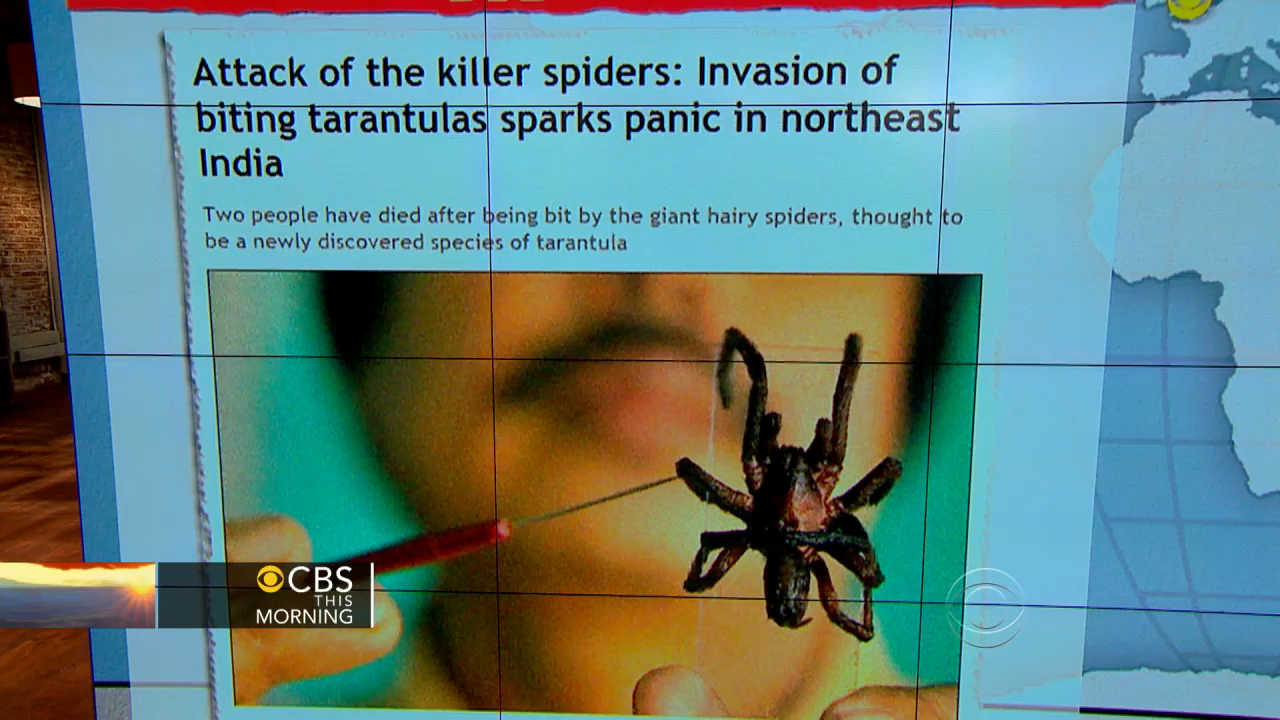 Attack of the killer spiders: Invasion of
biting tarantulas sparks panic in northeast
India
Two people have died after being bit by the giant hairy spiders, thought to
be a newly discovered species of tarantula
CBS
THIS
MORNING